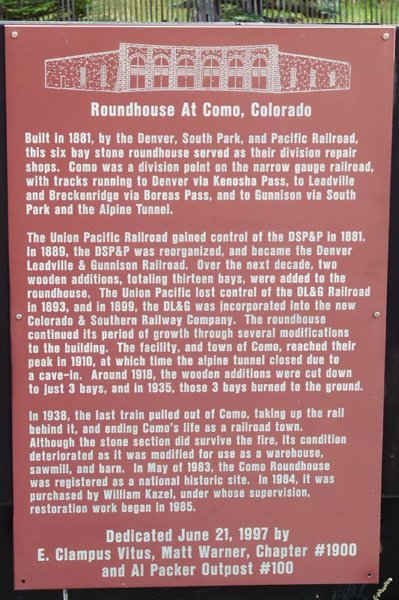 Roundhouse At Como, Colorado
Built in 1881, by the Denver, South Park, and Pacific Railroad,
this six bay stone roundhouse served as their division repair
shops. Como was a division point on the narrow gauge railroad,
with tracks running to Denver via Kenosha Pass, to Leadville
and Breckenridge via Boreas Pass, and to Gunnison via South
Park and the Alpine Tunnel.
The Union Pacific Railroad gained control of the DSP&P in 1881.
In 1889, the DSP&P was reorganized, and became the Denver
Leadville & Gunnison Railroad. Over the next decade, two
wooden additions, totaling thirteen bays, were added to the
roundhouse. The Union Pacific lost control of the DL&G Railroad
in 1893, and in 1899, the DL&G was incorporated into the new
Colorado & Southern Railway Company. The roundhouse
continued its period of growth through several modifications
to the building. The facility, and town of Como, reached their
peak in 1910, at which time the alpine tunnel closed due to
a cave-in. Around 1918, the wooden additions were cut down
to just 3 bays, and in 1935, those 3 bays burned to the ground.
In 1938, the last train pulled out of Como, taking up the rail
behind it, and ending Como's life as a railroad town.
Although the stone section did survive the fire, its condition
deteriorated as it was modified for use as a warehouse,
sawmill, and barn. In May of 1983, the Como Roundhouse
was registered as a national historic site. In 1984, it was
purchased by William Kazel, under whose supervision,
restoration work began in 1985.
Dedicated June 21, 1997 by
E. Clampus Vitus, Matt Warner, Chapter #1900
and Al Packer Outpost #100